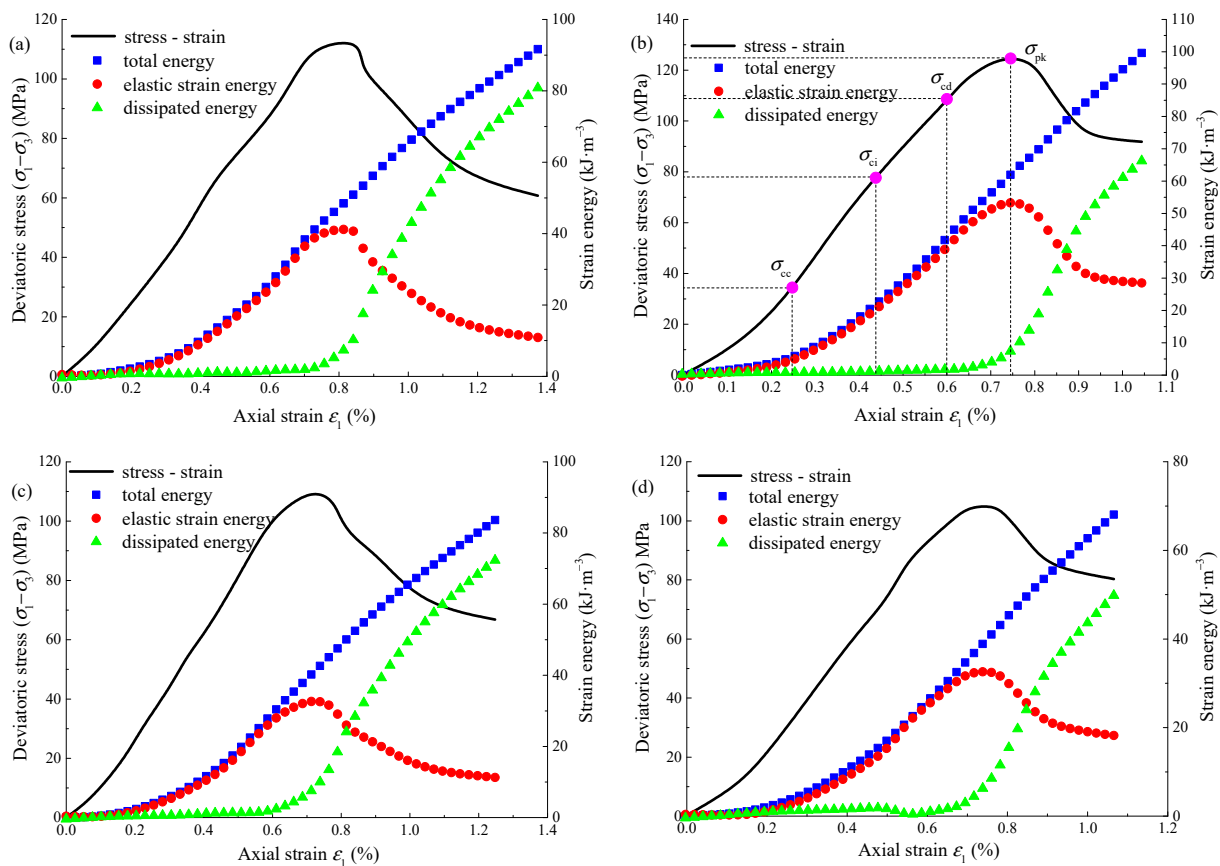 (a)
stress - strain
total energy
elastic strain energy
dissipated energy
120
100
80
60
40
20
0
100
80
60
40
20
0
0.0 0.2 0.4 0.6 0.8 1.0 1.2 1.4
Deviatoric stress (σ₁−σ₃) (MPa)
Strain energy (kJ·m⁻³)
Axial strain ε₁ (%)
(b)
stress - strain
total energy
elastic strain energy
dissipated energy
σcc
σci
σcd
σpk
140
120
100
80
60
40
20
0
110
100
90
80
70
60
50
40
30
20
10
0
0.0 0.1 0.2 0.3 0.4 0.5 0.6 0.7 0.8 0.9 1.0 1.1
Deviatoric stress (σ₁−σ₃) (MPa)
Strain energy (kJ·m⁻³)
Axial strain ε₁ (%)
(c)
stress - strain
total energy
elastic strain energy
dissipated energy
120
100
80
60
40
20
0
100
80
60
40
20
0
0.0 0.2 0.4 0.6 0.8 1.0 1.2 1.4
Deviatoric stress (σ₁−σ₃) (MPa)
Strain energy (kJ·m⁻³)
Axial strain ε₁ (%)
(d)
stress - strain
total energy
elastic strain energy
dissipated energy
120
100
80
60
40
20
0
80
60
40
20
0
0.0 0.2 0.4 0.6 0.8 1.0 1.2
Deviatoric stress (σ₁−σ₃) MPa)
Strain energy (kJ·m⁻³)
Axial strain ε₁ (%)